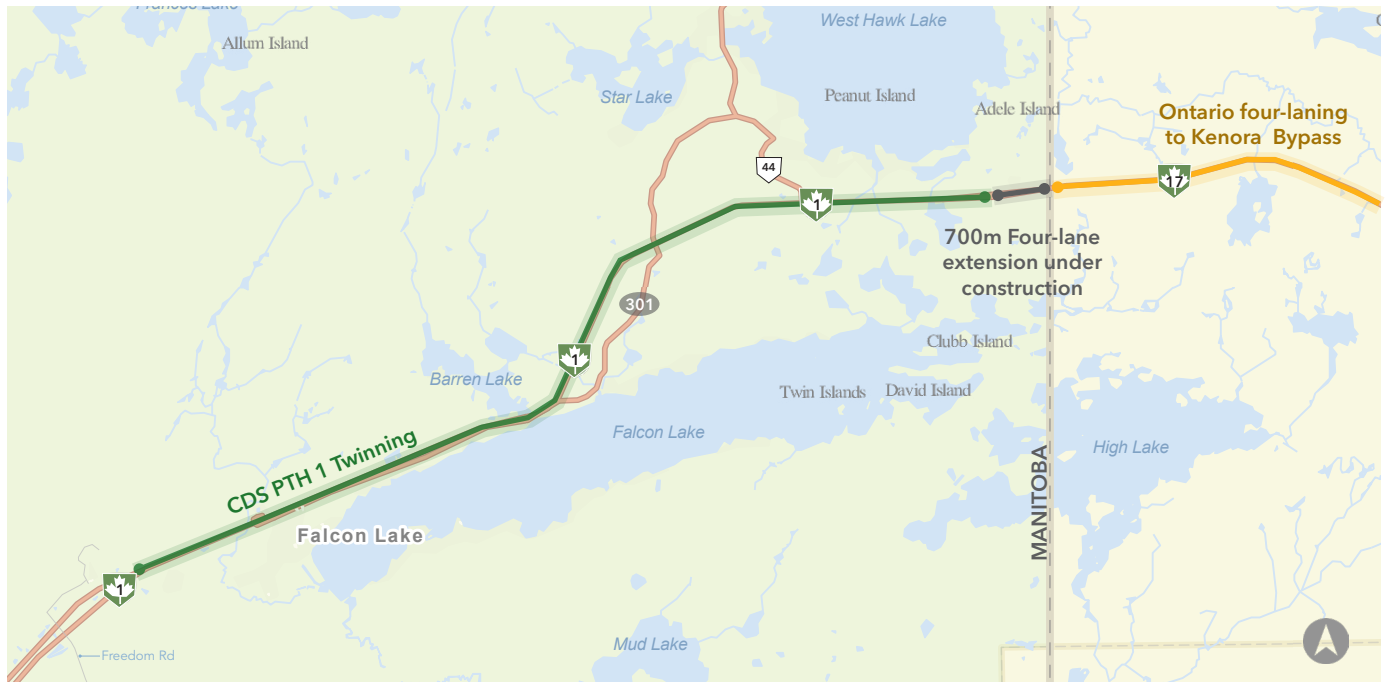 Frances Lake
Allum Island
West Hawk Lake
Star Lake
Peanut Island
Adele Island
Ontario four-laning
to Kenora Bypass
44
17
1
700m Four-lane
extension under
construction
301
Clubb Island
1
Barren Lake
Twin Islands
David Island
Falcon Lake
High Lake
CDS PTH 1 Twinning
MANITOBA
Falcon Lake
1
Mud Lake
Freedom Rd